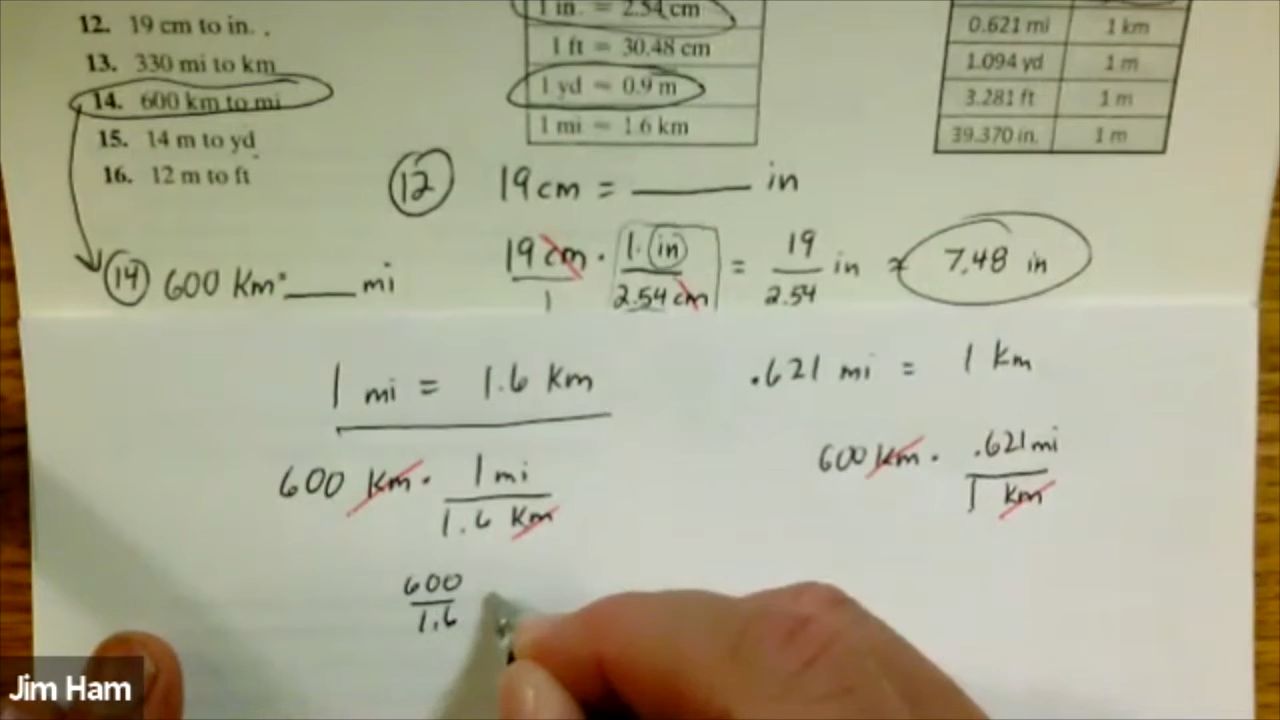 12. 19 cm to in.
13. 330 mi to km
14. 600 km to mi
15. 14 m to yd
16. 12 m to ft
1 in. = 2.54 cm
1 ft = 30.48 cm
1 yd = 0.9 m
1 mi = 1.6 km
0.621 mi 1 km
1.094 yd 1 m
3.281 ft 1 m
39.370 in. 1 m
12 19 cm = ______ in
19 cm/1 · 1 in/2.54 cm = 19/2.54 in ≈ 7.48 in
14 600 Km = ____ mi
1 mi = 1.6 Km
600 Km · 1 mi/1.6 Km
600/1.6
.621 mi = 1 Km
600 Km · .621 mi/1 Km
Jim Ham